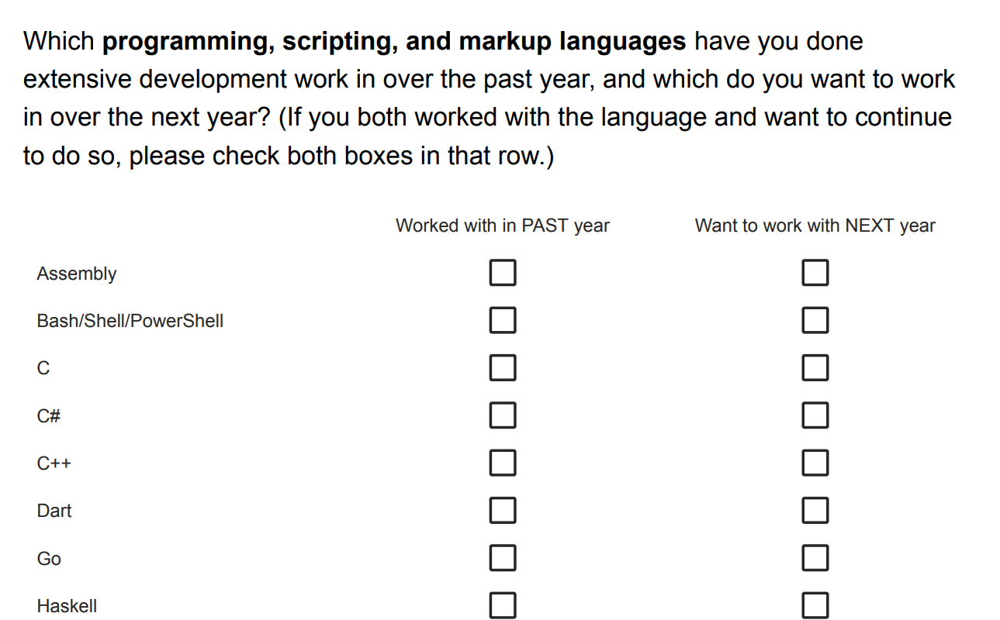 Which programming, scripting, and markup languages have you done
extensive development work in over the past year, and which do you want to work
in over the next year? (If you both worked with the language and want to continue
to do so, please check both boxes in that row.)
Worked with in PAST year Want to work with NEXT year
Assembly
Bash/Shell/PowerShell
C
C#
C++
Dart
Go
Haskell